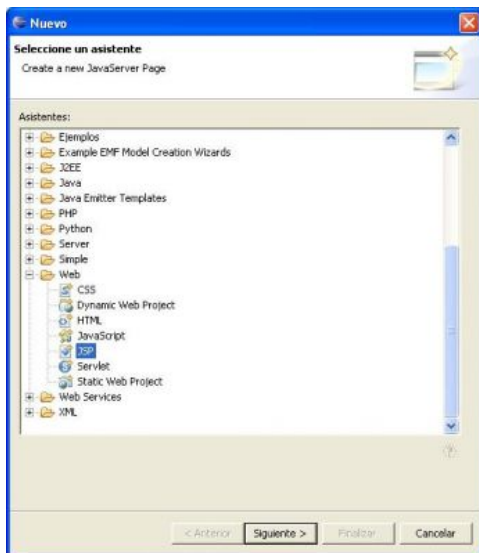 Nuevo
Seleccione un asistente
Create a new JavaServer Page
Asistentes:
Ejemplos
Example EMF Model Creation Wizards
J2EE
Java
Java Emitter Templates
PHP
Python
Server
Simple
Web
CSS
Dynamic Web Project
HTML
JavaScript
JSP
Servlet
Static Web Project
Web Services
XML
< Anterior Siguiente > Finalizar Cancelar